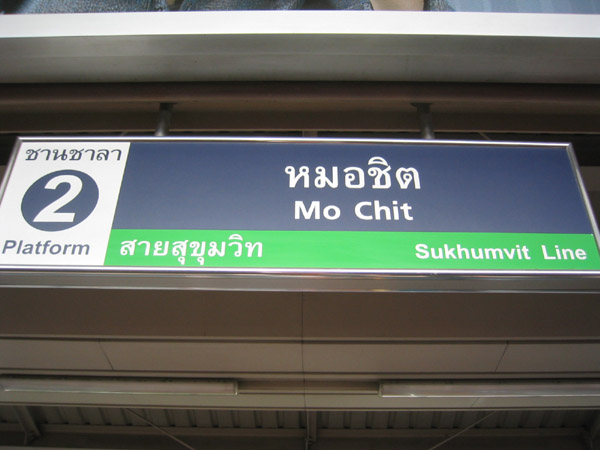 ชานชาลา
2
Platform
หมอชิต
Mo Chit
สายสุขุมวิท
Sukhumvit Line